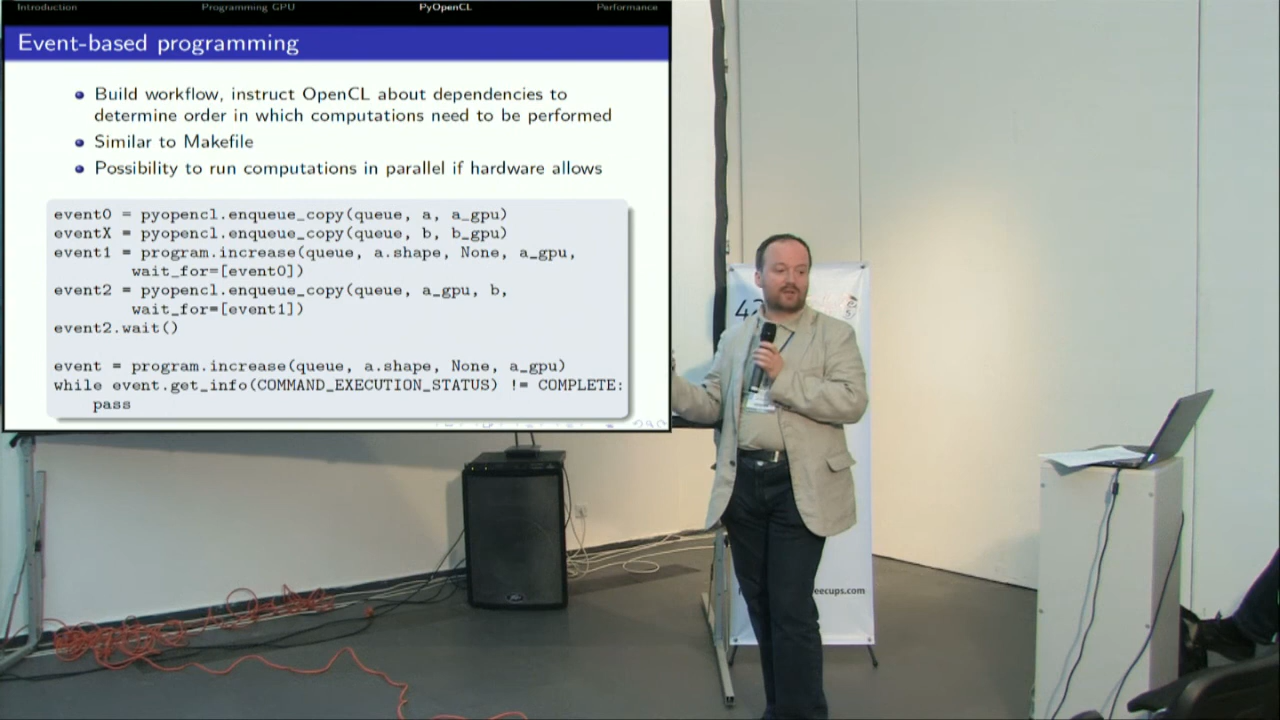 Introduction Programming GPU PyOpenCL Performance
Event-based programming
Build workflow, instruct OpenCL about dependencies to
determine order in which computations need to be performed
Similar to Makefile
Possibility to run computations in parallel if hardware allows
event0 = pyopencl.enqueue_copy(queue, a, a_gpu)
eventX = pyopencl.enqueue_copy(queue, b, b_gpu)
event1 = program.increase(queue, a.shape, None, a_gpu,
wait_for=[event0])
event2 = pyopencl.enqueue_copy(queue, a_gpu, b,
wait_for=[event1])
event2.wait()
event = program.increase(queue, a.shape, None, a_gpu)
while event.get_info(COMMAND_EXECUTION_STATUS) != COMPLETE:
pass
42
eecups.com